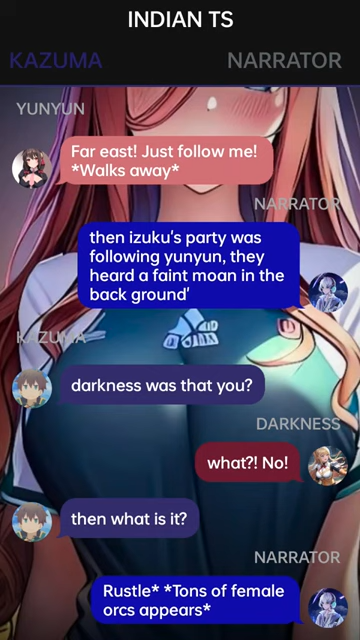 INDIAN TS
KAZUMA
NARRATOR
YUNYUN
Far east! Just follow me!
*Walks away*
NARRATOR
then izuku's party was
following yunyun, they
heard a faint moan in the
back ground'
KAZUMA
darkness was that you?
DARKNESS
what?! No!
then what is it?
NARRATOR
Rustle* *Tons of female
orcs appears*